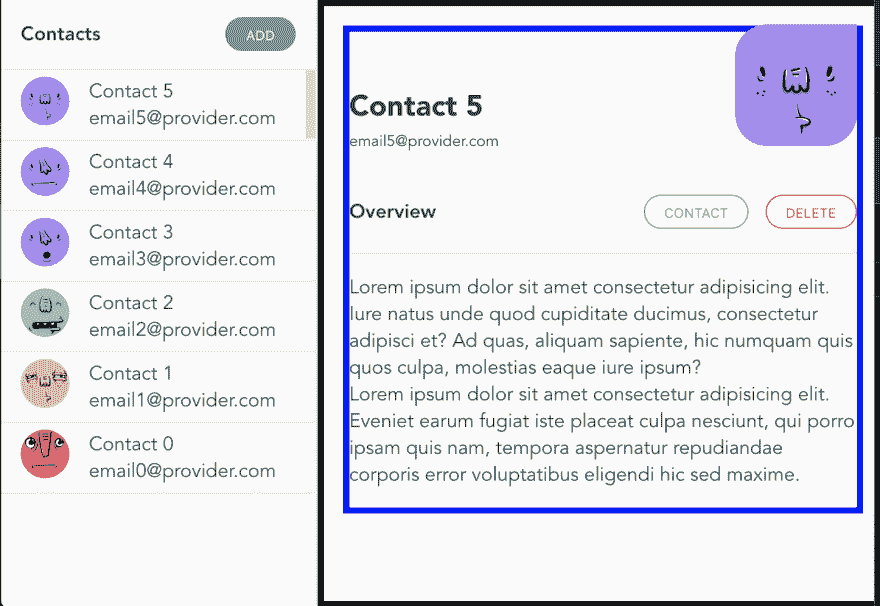 Contacts
ADD
Contact 5
email5@provider.com
Contact 4
email4@provider.com
Contact 3
email3@provider.com
Contact 2
email2@provider.com
Contact 1
email1@provider.com
Contact 0
email0@provider.com
Contact 5
email5@provider.com
Overview
CONTACT
DELETE
Lorem ipsum dolor sit amet consectetur adipisicing elit.
Iure natus unde quod cupiditate ducimus, consectetur
adipisci et? Ad quas, aliquam sapiente, hic numquam quis
quos culpa, molestias eaque iure ipsum?
Lorem ipsum dolor sit amet consectetur adipisicing elit.
Eveniet earum fugiat iste placeat culpa nesciunt, qui porro
ipsam quis nam, tempora aspernatur repudiandae
corporis error voluptatibus eligendi hic sed maxime.